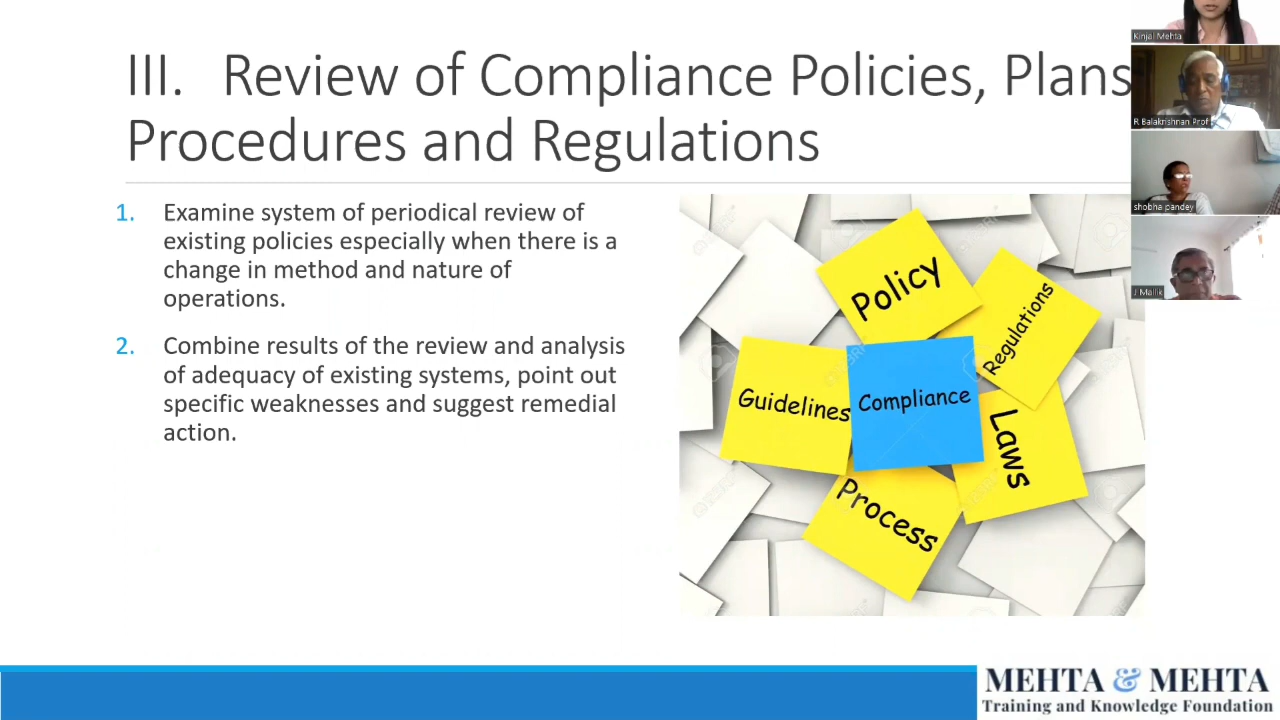 III. Review of Compliance Policies, Plans
Procedures and Regulations
1. Examine system of periodical review of
existing policies especially when there is a
change in method and nature of
operations.
2. Combine results of the review and analysis
of adequacy of existing systems, point out
specific weaknesses and suggest remedial
action.
Policy
Regulations
Guidelines
Compliance
Laws
Process
Kinjal Mehta
R Balakrishnan Prof
shobha pandey
J Mallik
MEHTA & MEHTA
Training and Knowledge Foundation